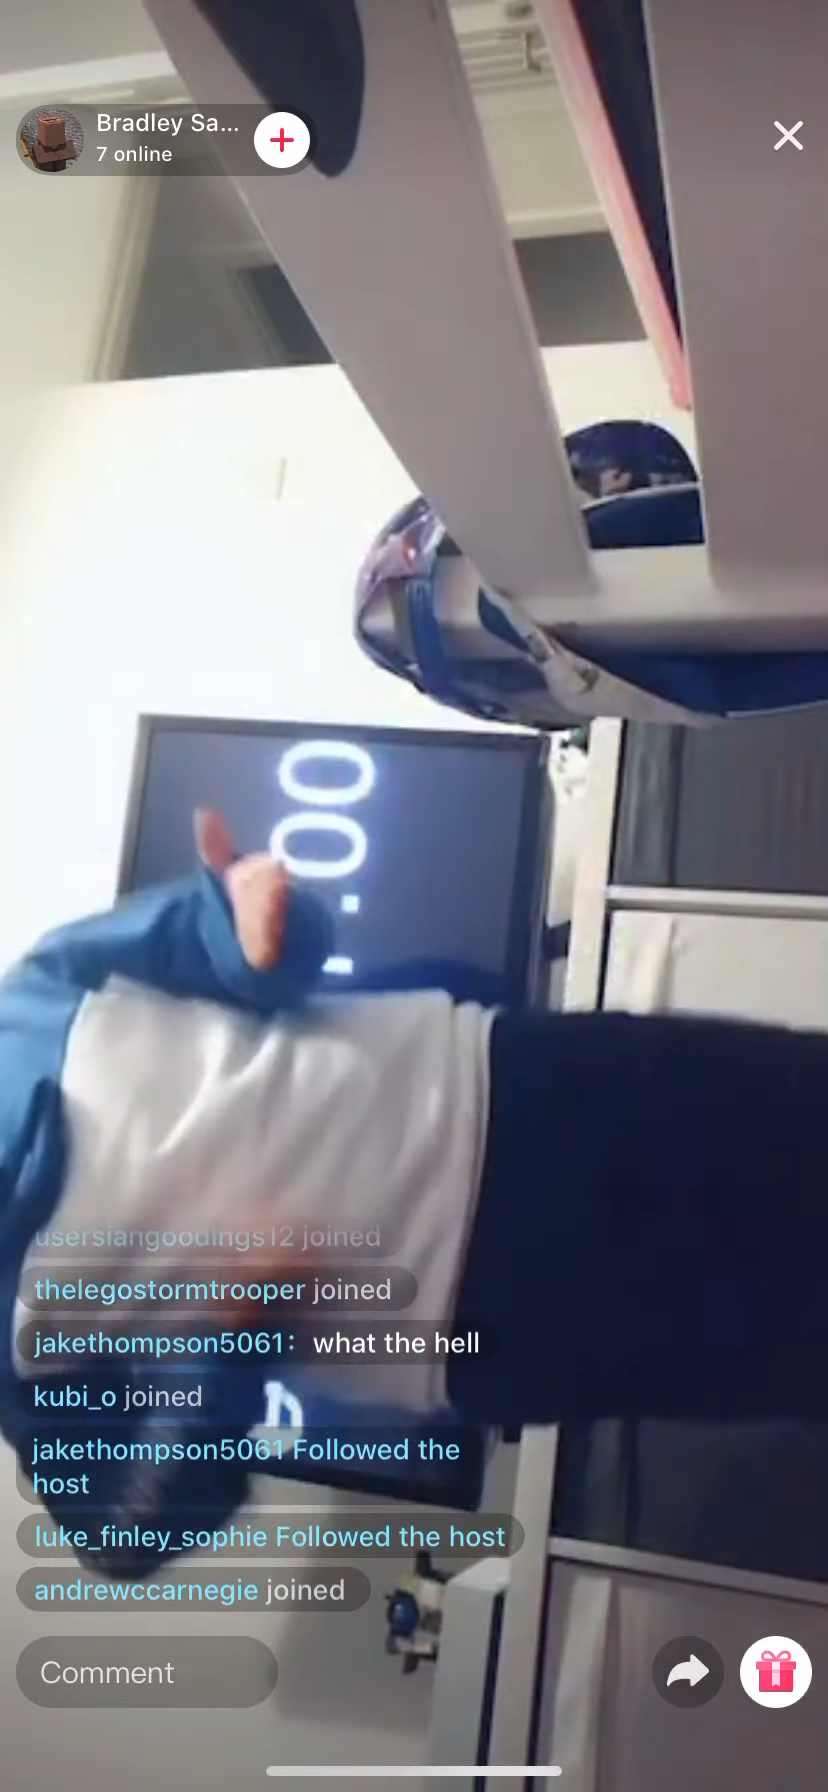 Bradley Sa...
7 online
00
usersiangoodings12 joined
thelegostormtrooper joined
jakethompson5061: what the hell
kubi_o joined
jakethompson5061 Followed the
host
luke_finley_sophie Followed the host
andrewccarnegie joined
Comment